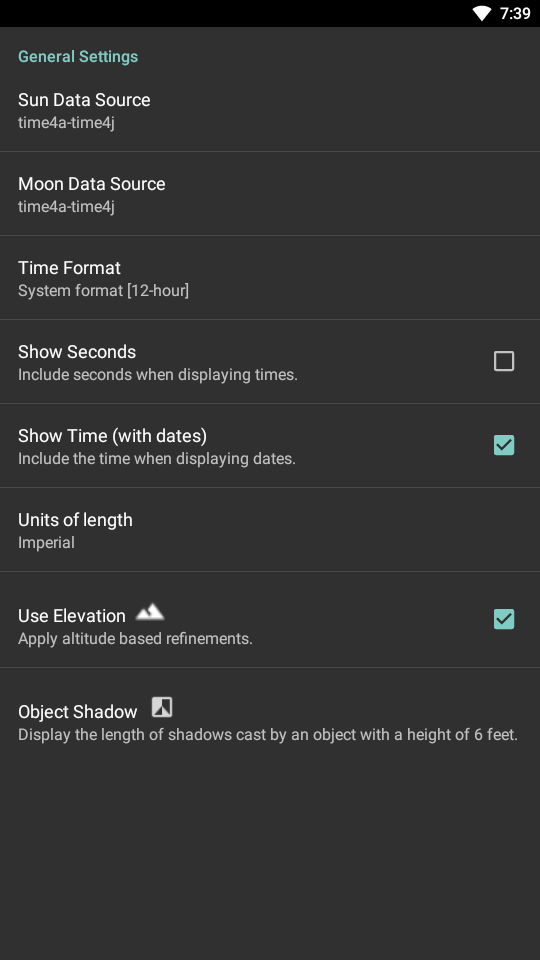 7:39
General Settings
Sun Data Source
time4a-time4j
Moon Data Source
time4a-time4j
Time Format
System format [12-hour]
Show Seconds
Include seconds when displaying times.
Show Time (with dates)
Include the time when displaying dates.
Units of length
Imperial
Use Elevation
Apply altitude based refinements.
Object Shadow
Display the length of shadows cast by an object with a height of 6 feet.